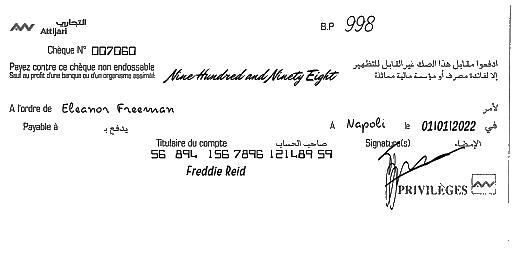 التجاري
Attijari
B.P 998
Chèque N° 007060
Payez contre ce chèque non endossable
ادفعوا مقابل هذا الصك غير القابل للتظهير
Sauf au profit d'une banque ou d'un organisme assimilé
Nine Hundred and Ninety Eight
إلا لفائدة مصرف أو مؤسسة مالية مماثلة
A l'ordre de Eleanor Freeman
لأمر
Payable à
يدفع بـ
A Napoli le 01/01/2022 في
Titulaire du compte صاحب الحساب
Signature(s) الإمضاء
56 894 156 7896 121489 59
Freddie Reid
PRIVILÈGES